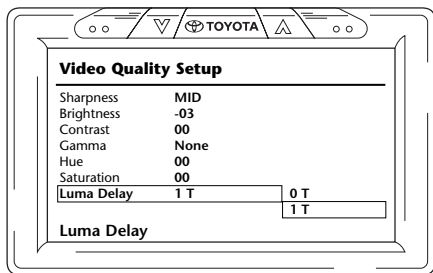 TOYOTA
Video Quality Setup
Sharpness MID
Brightness -03
Contrast 00
Gamma None
Hue 00
Saturation 00
Luma Delay 1 T 0 T
1 T
Luma Delay